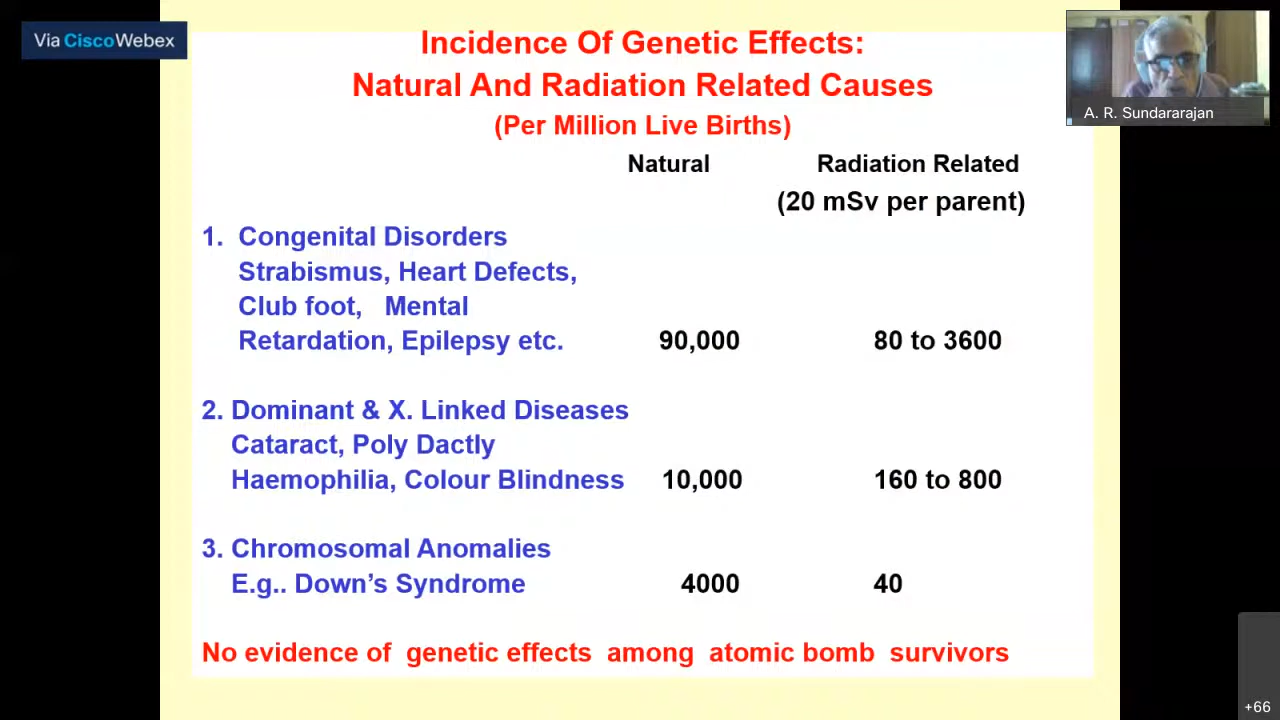 Via CiscoWebex
Incidence Of Genetic Effects:
Natural And Radiation Related Causes
(Per Million Live Births)
A. R. Sundararajan
Natural Radiation Related
(20 mSv per parent)
1. Congenital Disorders
Strabismus, Heart Defects,
Club foot, Mental
Retardation, Epilepsy etc. 90,000 80 to 3600
2. Dominant & X. Linked Diseases
Cataract, Poly Dactly
Haemophilia, Colour Blindness 10,000 160 to 800
3. Chromosomal Anomalies
E.g.. Down's Syndrome 4000 40
No evidence of genetic effects among atomic bomb survivors
+66